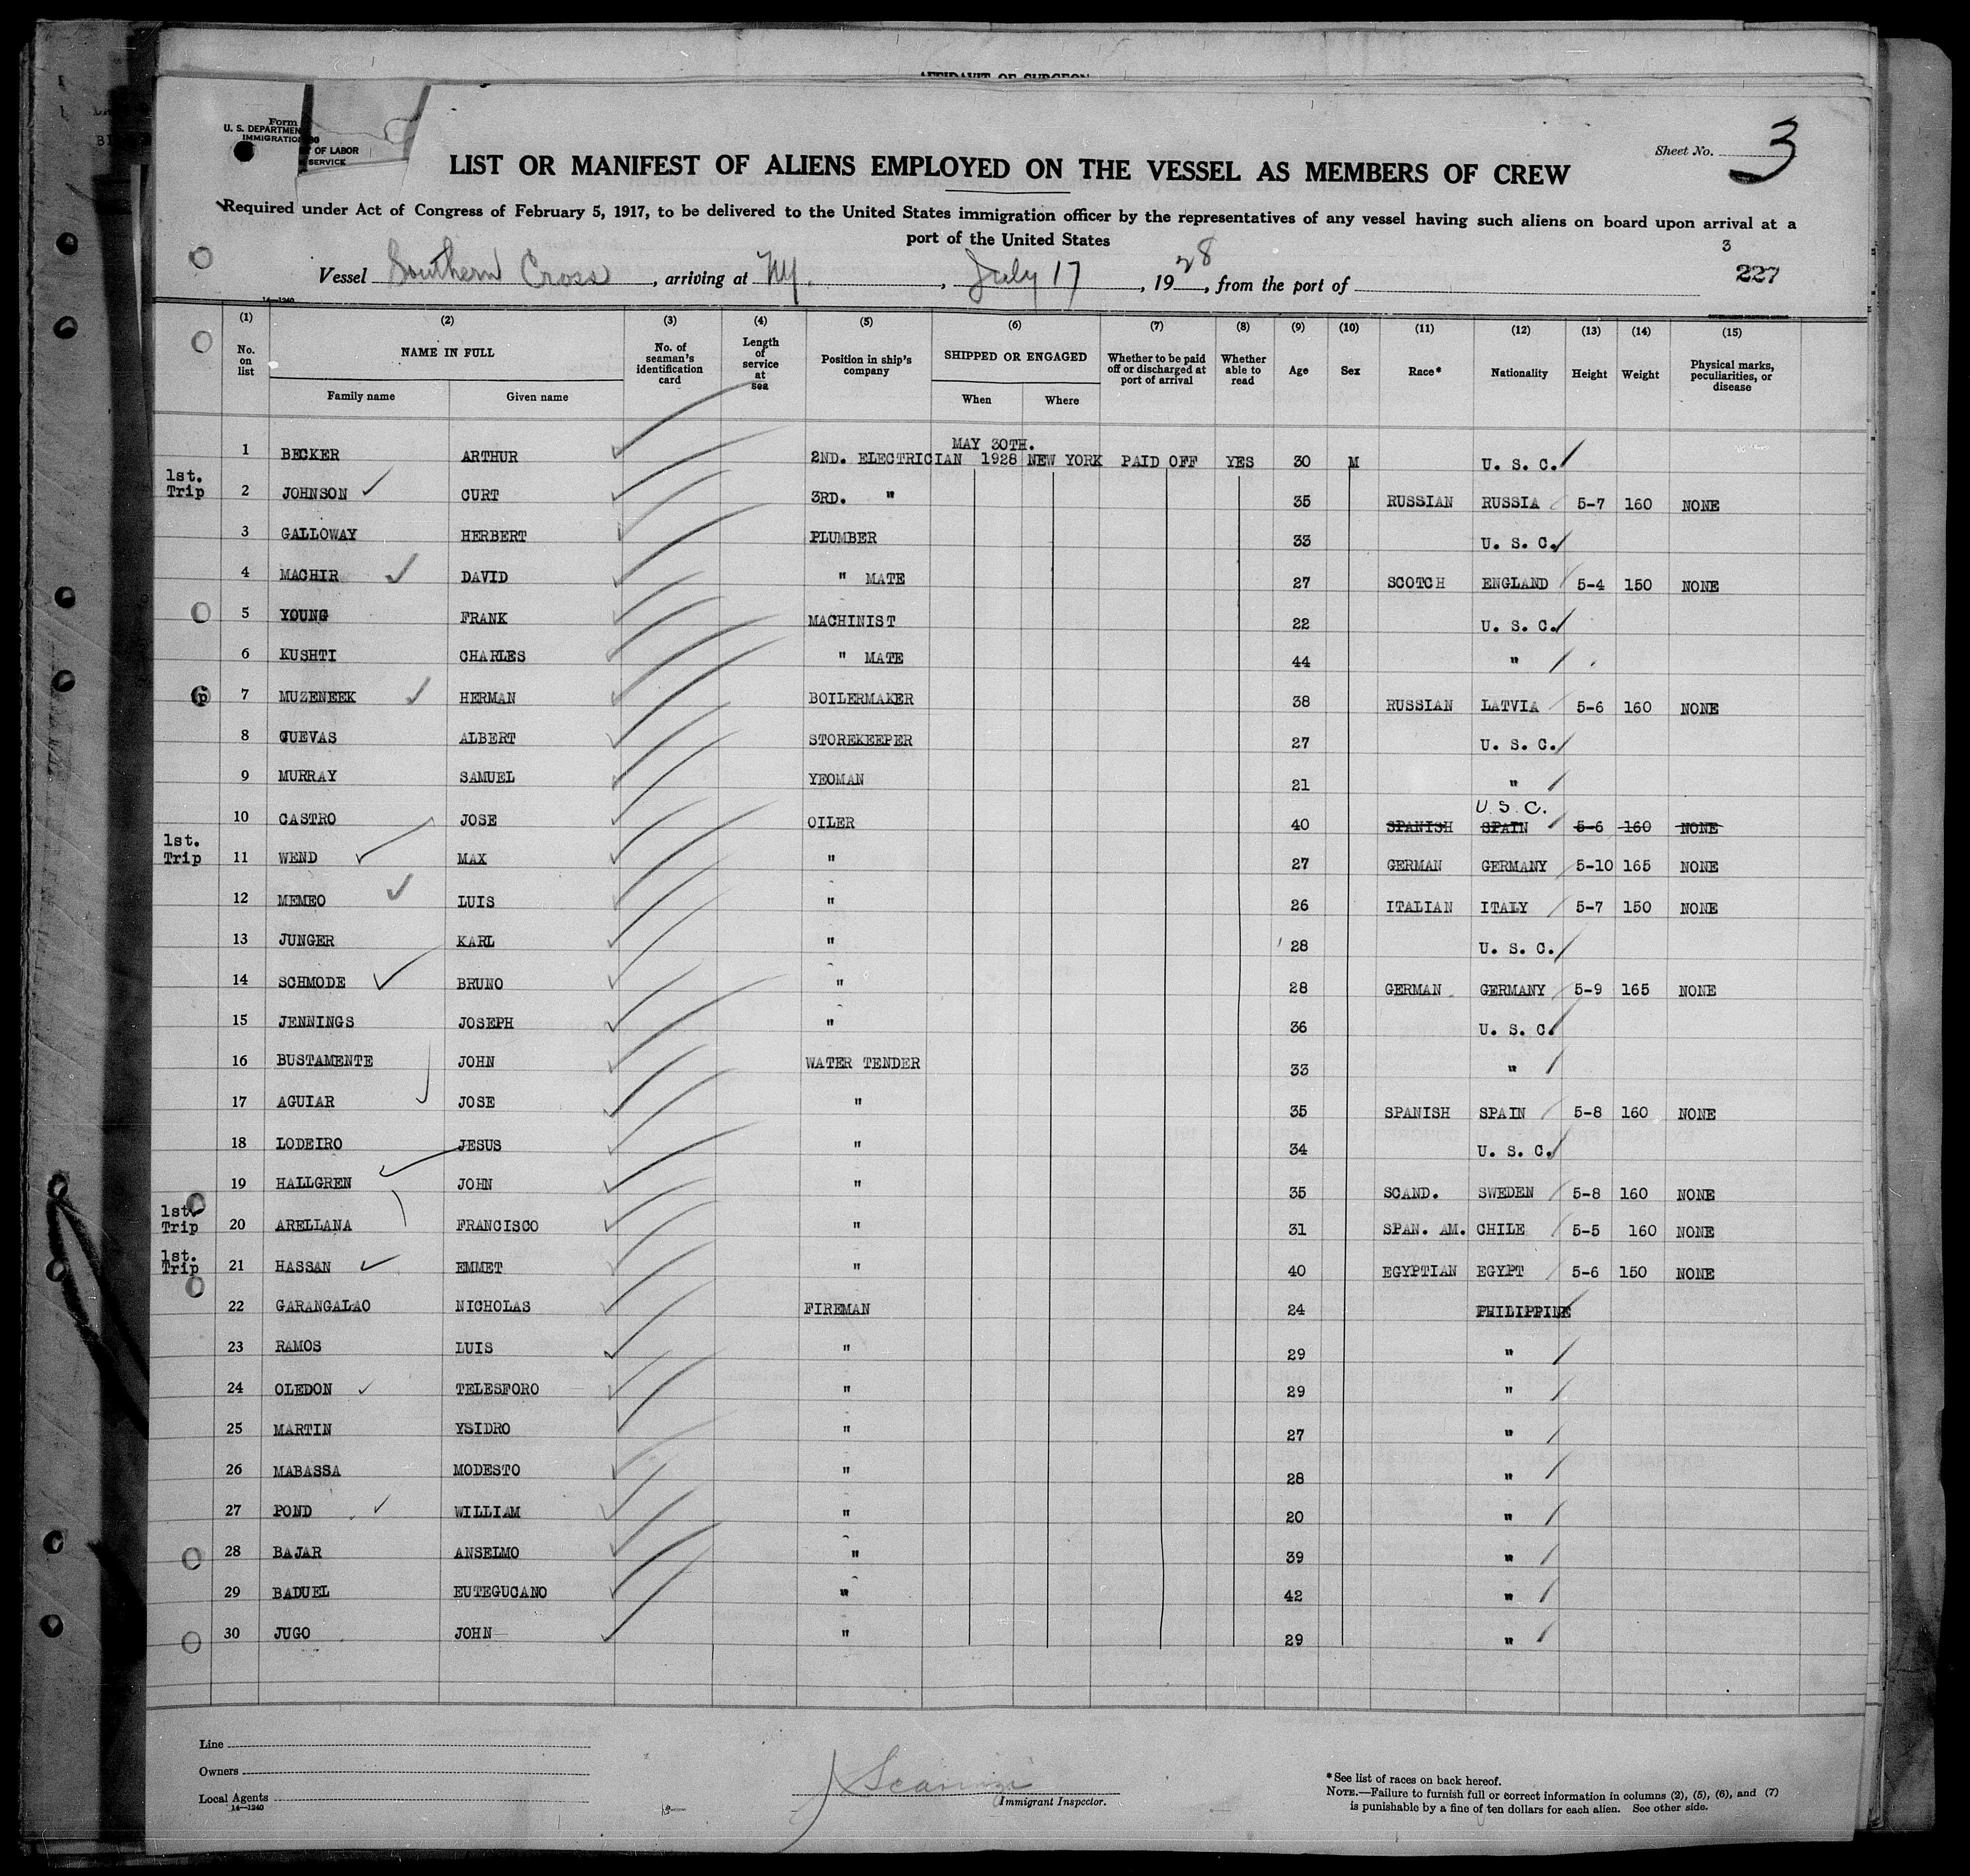 AFFIDAVIT OF SURGEON
Form
U. S. DEPARTMENT OF LABOR
IMMIGRATION SERVICE
Sheet No. 3
LIST OR MANIFEST OF ALIENS EMPLOYED ON THE VESSEL AS MEMBERS OF CREW
Required under Act of Congress of February 5, 1917, to be delivered to the United States immigration officer by the representatives of any vessel having such aliens on board upon arrival at a
port of the United States
3
227
Vessel Southern Cross, arriving at NY., July 17, 1928, from the port of
14—1240
(1) (2) (3) (4) (5) (6) (7) (8) (9) (10) (11) (12) (13) (14) (15)
No. on list NAME IN FULL Family name Given name No. of seaman's identification card Length of service at sea Position in ship's company SHIPPED OR ENGAGED When Where Whether to be paid off or discharged at port of arrival Whether able to read Age Sex Race* Nationality Height Weight Physical marks, peculiarities, or disease
1 BECKER ARTHUR 2ND. ELECTRICIAN MAY 30TH. 1928 NEW YORK PAID OFF YES 30 M U. S. C.
1st. Trip 2 JOHNSON CURT 3RD. " 35 RUSSIAN RUSSIA 5-7 160 NONE
3 GALLOWAY HERBERT PLUMBER 33 U. S. C.
4 MACHIR DAVID " MATE 27 SCOTCH ENGLAND 5-4 150 NONE
5 YOUNG FRANK MACHINIST 22 U. S. C.
6 KUSHTI CHARLES " MATE 44 "
7 MUZENEEK HERMAN BOILERMAKER 38 RUSSIAN LATVIA 5-6 160 NONE
8 CUEVAS ALBERT STOREKEEPER 27 U. S. C.
9 MURRAY SAMUEL YEOMAN 21 "
10 CASTRO JOSE OILER 40 SPANISH SPAIN U. S. C. 5-6 160 NONE
1st. Trip 11 WEND MAX " 27 GERMAN GERMANY 5-10 165 NONE
12 MEMEO LUIS " 26 ITALIAN ITALY 5-7 150 NONE
13 JUNGER KARL " 28 U. S. C.
14 SCHMODE BRUNO " 28 GERMAN GERMANY 5-9 165 NONE
15 JENNINGS JOSEPH " 36 U. S. C.
16 BUSTAMENTE JOHN WATER TENDER 33 "
17 AGUIAR JOSE " 35 SPANISH SPAIN 5-8 160 NONE
18 LODEIRO JESUS " 34 U. S. C.
19 HALLGREN JOHN " 35 SCAND. SWEDEN 5-8 160 NONE
1st. Trip 20 ARELLANA FRANCISCO " 31 SPAN. AM. CHILE 5-5 160 NONE
1st. Trip 21 HASSAN EMMET " 40 EGYPTIAN EGYPT 5-6 150 NONE
22 GARANGALAO NICHOLAS FIREMAN 24 PHILIPPINE
23 RAMOS LUIS " 29 "
24 OLEDON TELESFORO " 29 "
25 MARTIN YSIDRO " 27 "
26 MABASSA MODESTO " 28 "
27 POND WILLIAM " 20 "
28 BAJAR ANSELMO " 39 "
29 BADUEL EUTEGUCANO " 42 "
30 JUGO JOHN " 29 "
Line
Owners
Local Agents
14—1240
Immigrant Inspector.
*See list of races on back hereof.
NOTE.—Failure to furnish full or correct information in columns (2), (5), (6), and (7)
is punishable by a fine of ten dollars for each alien. See other side.